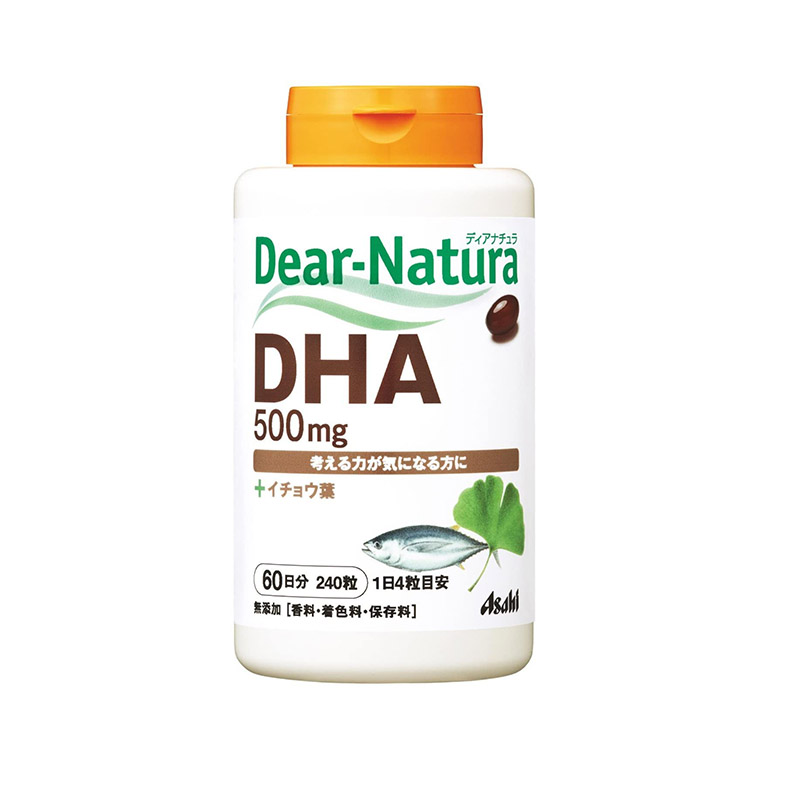 ディアナチュラ
Dear-Natura
DHA
500mg
考える力が気になる方に
+イチョウ葉
60日分 240粒 1日4粒目安
無添加［香料・着色料・保存料］
Asahi